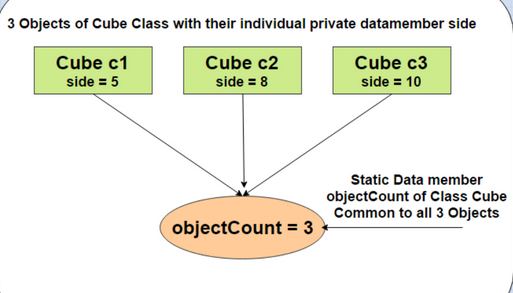 3 Objects of Cube Class with their individual private datamember side
Cube c1
side = 5
Cube c2
side = 8
Cube c3
side = 10
Static Data member
objectCount of Class Cube
Common to all 3 Objects
objectCount = 3